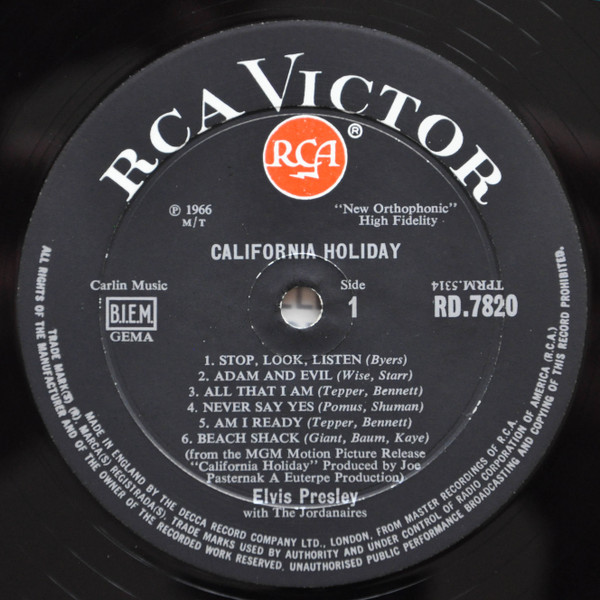 RCA VICTOR
RCA
®
℗ 1966
M/T
"New Orthophonic"
High Fidelity
CALIFORNIA HOLIDAY
Carlin Music
B.I.E.M.
GEMA
Side
1
TPRM.5314
RD.7820
1. STOP, LOOK, LISTEN (Byers)
2. ADAM AND EVIL (Wise, Starr)
3. ALL THAT I AM (Tepper, Bennett)
4. NEVER SAY YES (Pomus, Shuman)
5. AM I READY (Tepper, Bennett)
6. BEACH SHACK (Giant, Baum, Kaye)
(from the MGM Motion Picture Release
"California Holiday" Produced by Joe
Pasternak A Euterpe Production)
Elvis Presley
with The Jordanaires
ALL RIGHTS OF THE MANUFACTURER AND OF THE OWNER OF THE RECORDED WORK RESERVED. UNAUTHORISED PUBLIC PERFORMANCE BROADCASTING AND COPYING OF THIS RECORD PROHIBITED.
TRADE MARK(S) (R), MARCA(S) REGISTRADA(S). TRADE MARKS USED BY AUTHORITY AND UNDER CONTROL OF RADIO CORPORATION OF AMERICA (R.C.A.)
MADE IN ENGLAND BY THE DECCA RECORD COMPANY LTD., LONDON, FROM MASTER RECORDINGS OF R.C.A.